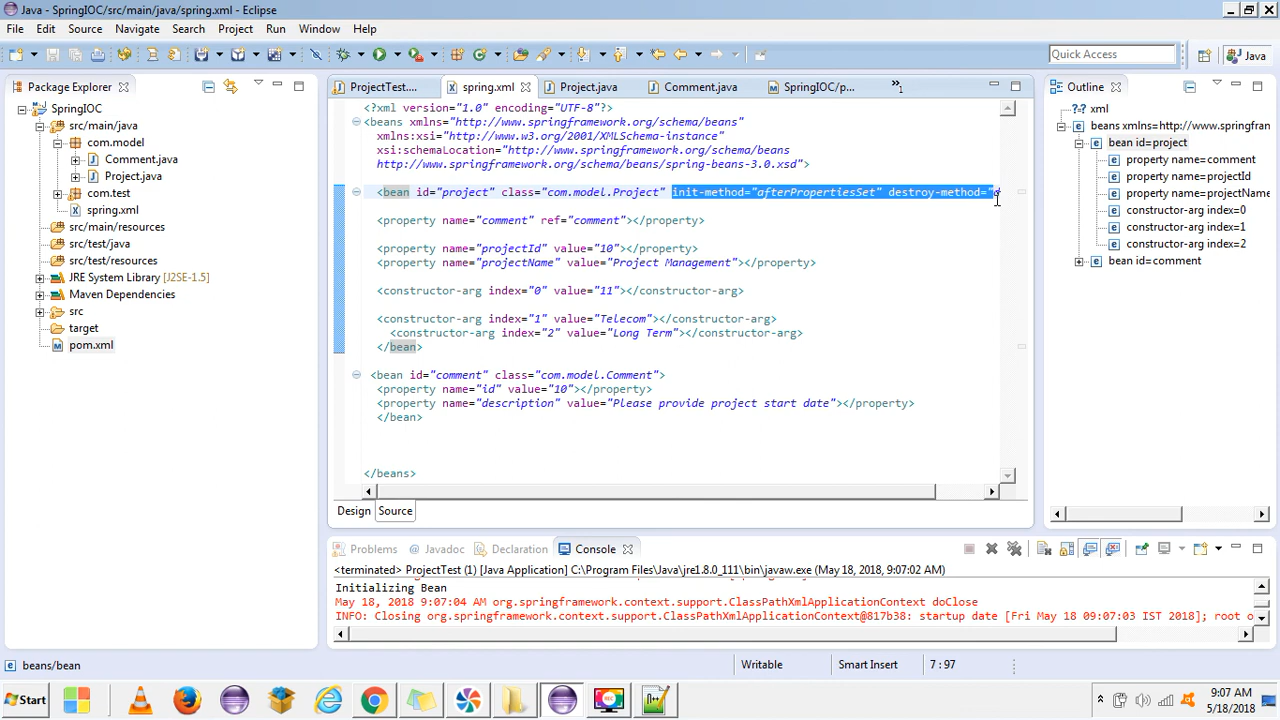 Java - SpringIOC/src/main/java/spring.xml - Eclipse
File Edit Source Navigate Search Project Run Window Help
Quick Access
Java
Package Explorer
SpringIOC
src/main/java
com.model
Comment.java
Project.java
com.test
spring.xml
src/main/resources
src/test/java
src/test/resources
JRE System Library [J2SE-1.5]
Maven Dependencies
src
target
pom.xml
ProjectTest.... spring.xml Project.java Comment.java SpringIOC/p... »1
<?xml version="1.0" encoding="UTF-8"?>
<beans xmlns="http://www.springframework.org/schema/beans"
xmlns:xsi="http://www.w3.org/2001/XMLSchema-instance"
xsi:schemaLocation="http://www.springframework.org/schema/beans
http://www.springframework.org/schema/beans/spring-beans-3.0.xsd">
<bean id="project" class="com.model.Project" init-method="afterPropertiesSet" destroy-method="d
<property name="comment" ref="comment"></property>
<property name="projectId" value="10"></property>
<property name="projectName" value="Project Management"></property>
<constructor-arg index="0" value="11"></constructor-arg>
<constructor-arg index="1" value="Telecom"></constructor-arg>
<constructor-arg index="2" value="Long Term"></constructor-arg>
</bean>
<bean id="comment" class="com.model.Comment">
<property name="id" value="10"></property>
<property name="description" value="Please provide project start date"></property>
</bean>
</beans>
Design Source
Outline
xml
beans xmlns=http://www.springfran
bean id=project
property name=comment
property name=projectId
property name=projectName
constructor-arg index=0
constructor-arg index=1
constructor-arg index=2
bean id=comment
Problems @ Javadoc Declaration Console
<terminated> ProjectTest (1) [Java Application] C:\Program Files\Java\jre1.8.0_111\bin\javaw.exe (May 18, 2018 9:07:02 AM)
Initializing Bean
May 18, 2018 9:07:04 AM org.springframework.context.support.ClassPathXmlApplicationContext doClose
INFO: Closing org.springframework.context.support.ClassPathXmlApplicationContext@817b38: startup date [Fri May 18 09:07:03 IST 2018]; root o
beans/bean Writable Smart Insert 7 : 97
Start
9:07 AM
5/18/2018